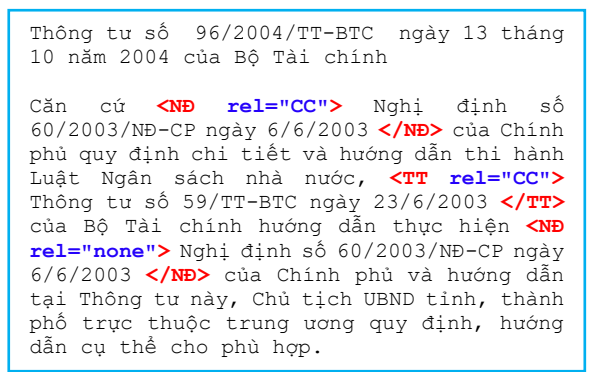 Thông tư số 96/2004/TT-BTC ngày 13 tháng
10 năm 2004 của Bộ Tài chính
Căn cứ <NĐ rel="CC"> Nghị định số
60/2003/NĐ-CP ngày 6/6/2003 </NĐ> của Chính
phủ quy định chi tiết và hướng dẫn thi hành
Luật Ngân sách nhà nước, <TT rel="CC">
Thông tư số 59/TT-BTC ngày 23/6/2003 </TT>
của Bộ Tài chính hướng dẫn thực hiện <NĐ
rel="none"> Nghị định số 60/2003/NĐ-CP ngày
6/6/2003 </NĐ> của Chính phủ và hướng dẫn
tại Thông tư này, Chủ tịch UBND tỉnh, thành
phố trực thuộc trung ương quy định, hướng
dẫn cụ thể cho phù hợp.